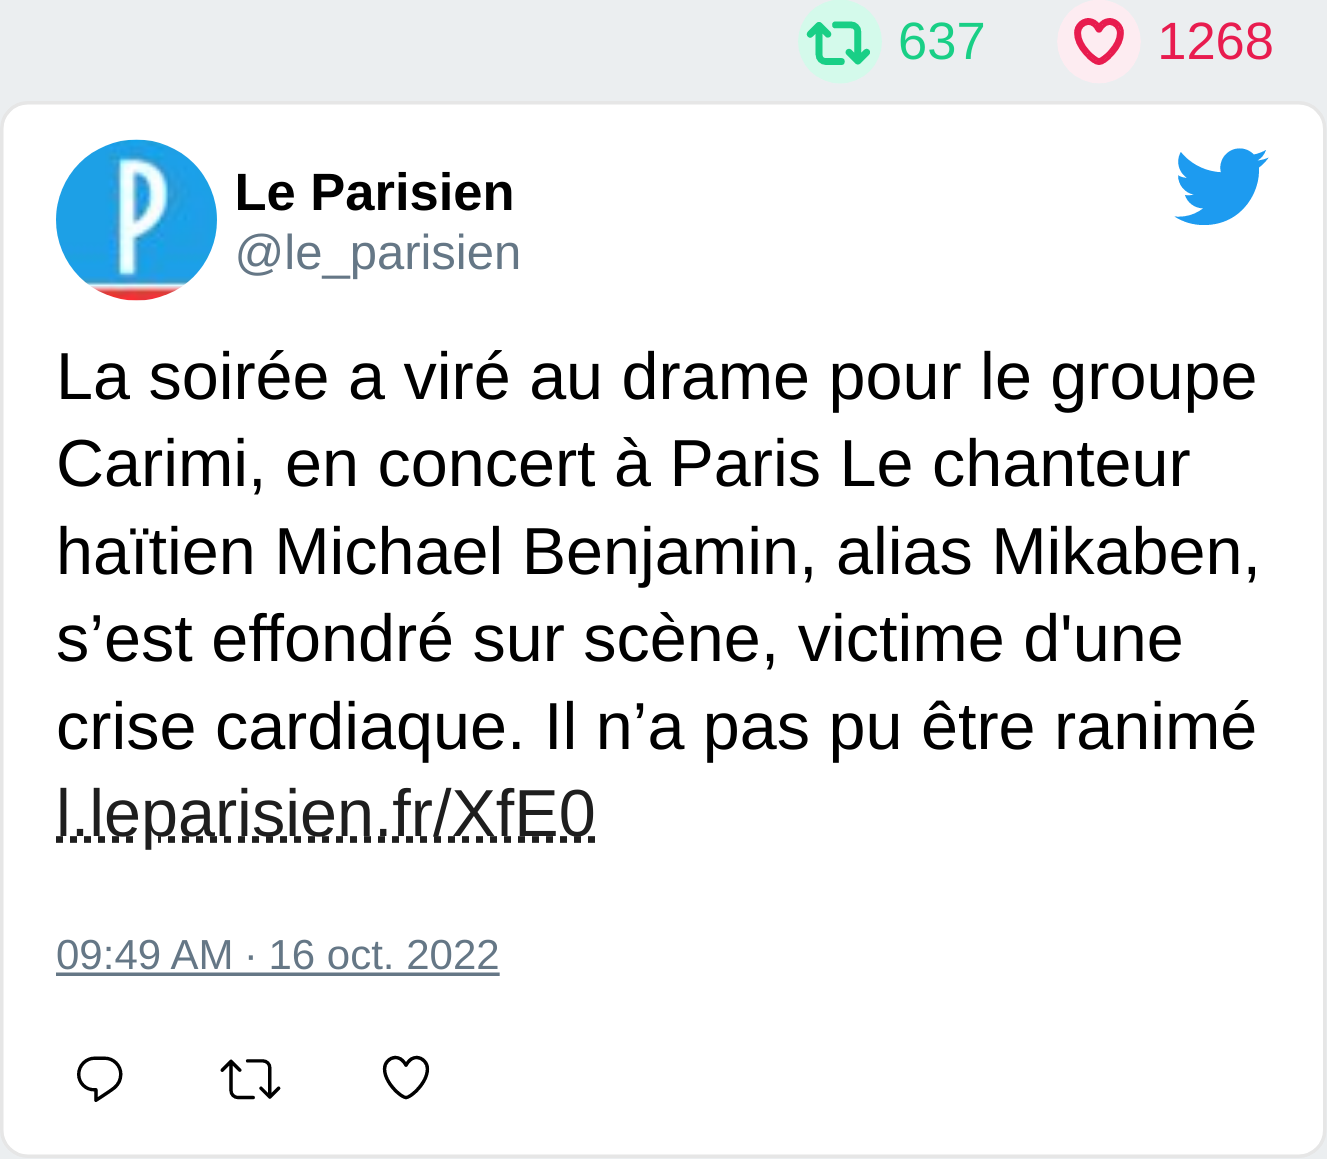 637 1268
Le Parisien
@le_parisien
La soirée a viré au drame pour le groupe
Carimi, en concert à Paris Le chanteur
haïtien Michael Benjamin, alias Mikaben,
s’est effondré sur scène, victime d'une
crise cardiaque. Il n’a pas pu être ranimé
l.leparisien.fr/XfE0
09:49 AM · 16 oct. 2022